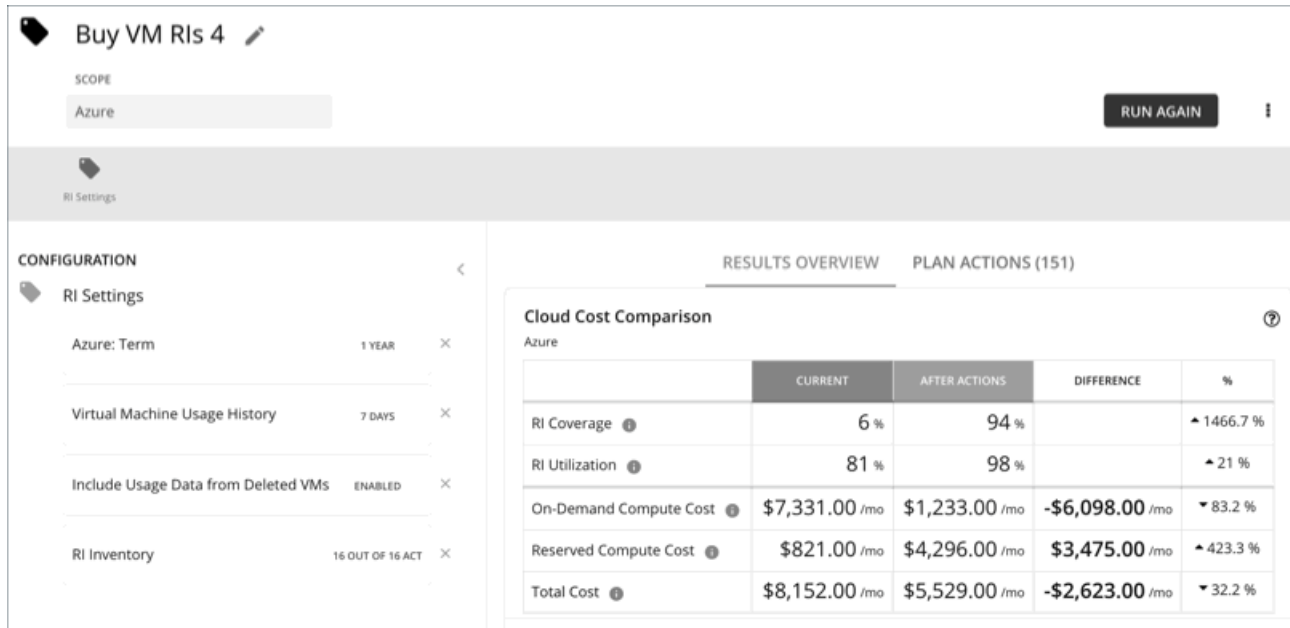 Buy VM RIs 4
SCOPE
Azure
RUN AGAIN
RI Settings
CONFIGURATION
RI Settings
Azure: Term 1 YEAR
Virtual Machine Usage History 7 DAYS
Include Usage Data from Deleted VMs ENABLED
RI Inventory 16 OUT OF 16 ACT
RESULTS OVERVIEW PLAN ACTIONS (151)
Cloud Cost Comparison
Azure
CURRENT AFTER ACTIONS DIFFERENCE %
RI Coverage 6 % 94 % 1466.7 %
RI Utilization 81 % 98 % 21 %
On-Demand Compute Cost $7,331.00 /mo $1,233.00 /mo -$6,098.00 /mo 83.2 %
Reserved Compute Cost $821.00 /mo $4,296.00 /mo $3,475.00 /mo 423.3 %
Total Cost $8,152.00 /mo $5,529.00 /mo -$2,623.00 /mo 32.2 %